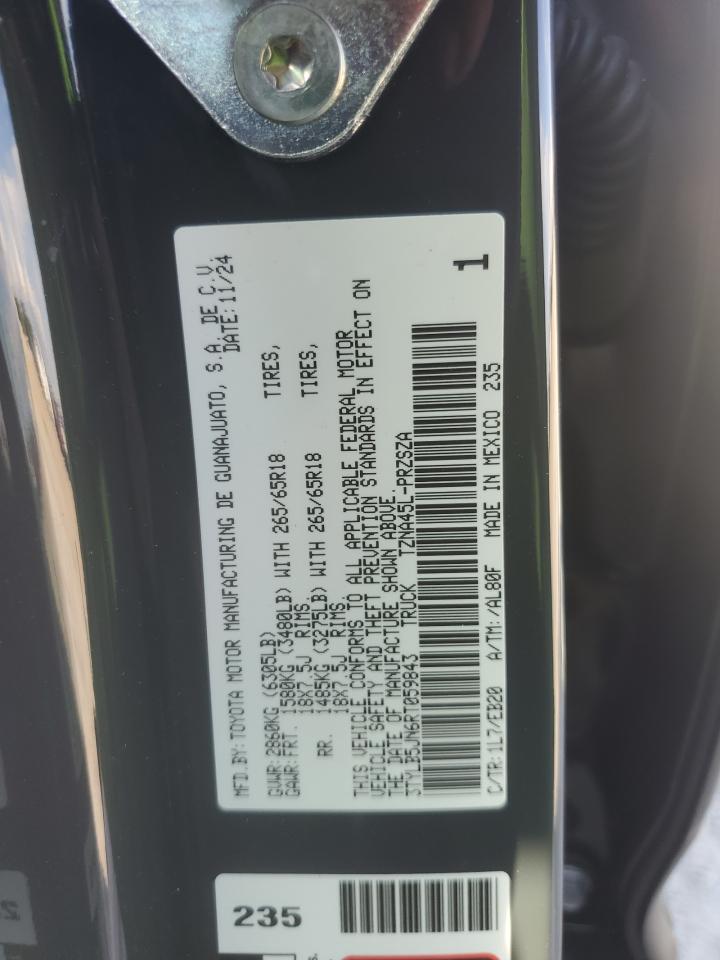 MFD.BY:TOYOTA MOTOR MANUFACTURING DE GUANAJUATO, S.A. DE C.V.
DATE:11/24
GVWR:2860KG (6305LB)
GAWR:FRT. 1580KG (3480LB) WITH 265/65R18 TIRES,
18X7.5J RIMS.
RR. 1485KG (3275LB) WITH 265/65R18 TIRES,
18X7.5J RIMS.
THIS VEHICLE CONFORMS TO ALL APPLICABLE FEDERAL MOTOR
VEHICLE SAFETY AND THEFT PREVENTION STANDARDS IN EFFECT ON
THE DATE OF MANUFACTURE SHOWN ABOVE.
3TYLB5JN6RT059843 TRUCK TZNA45L-PRZSZA
1
C/TR:1L7/EB20 A/TM:/AL80F MADE IN MEXICO 235
235